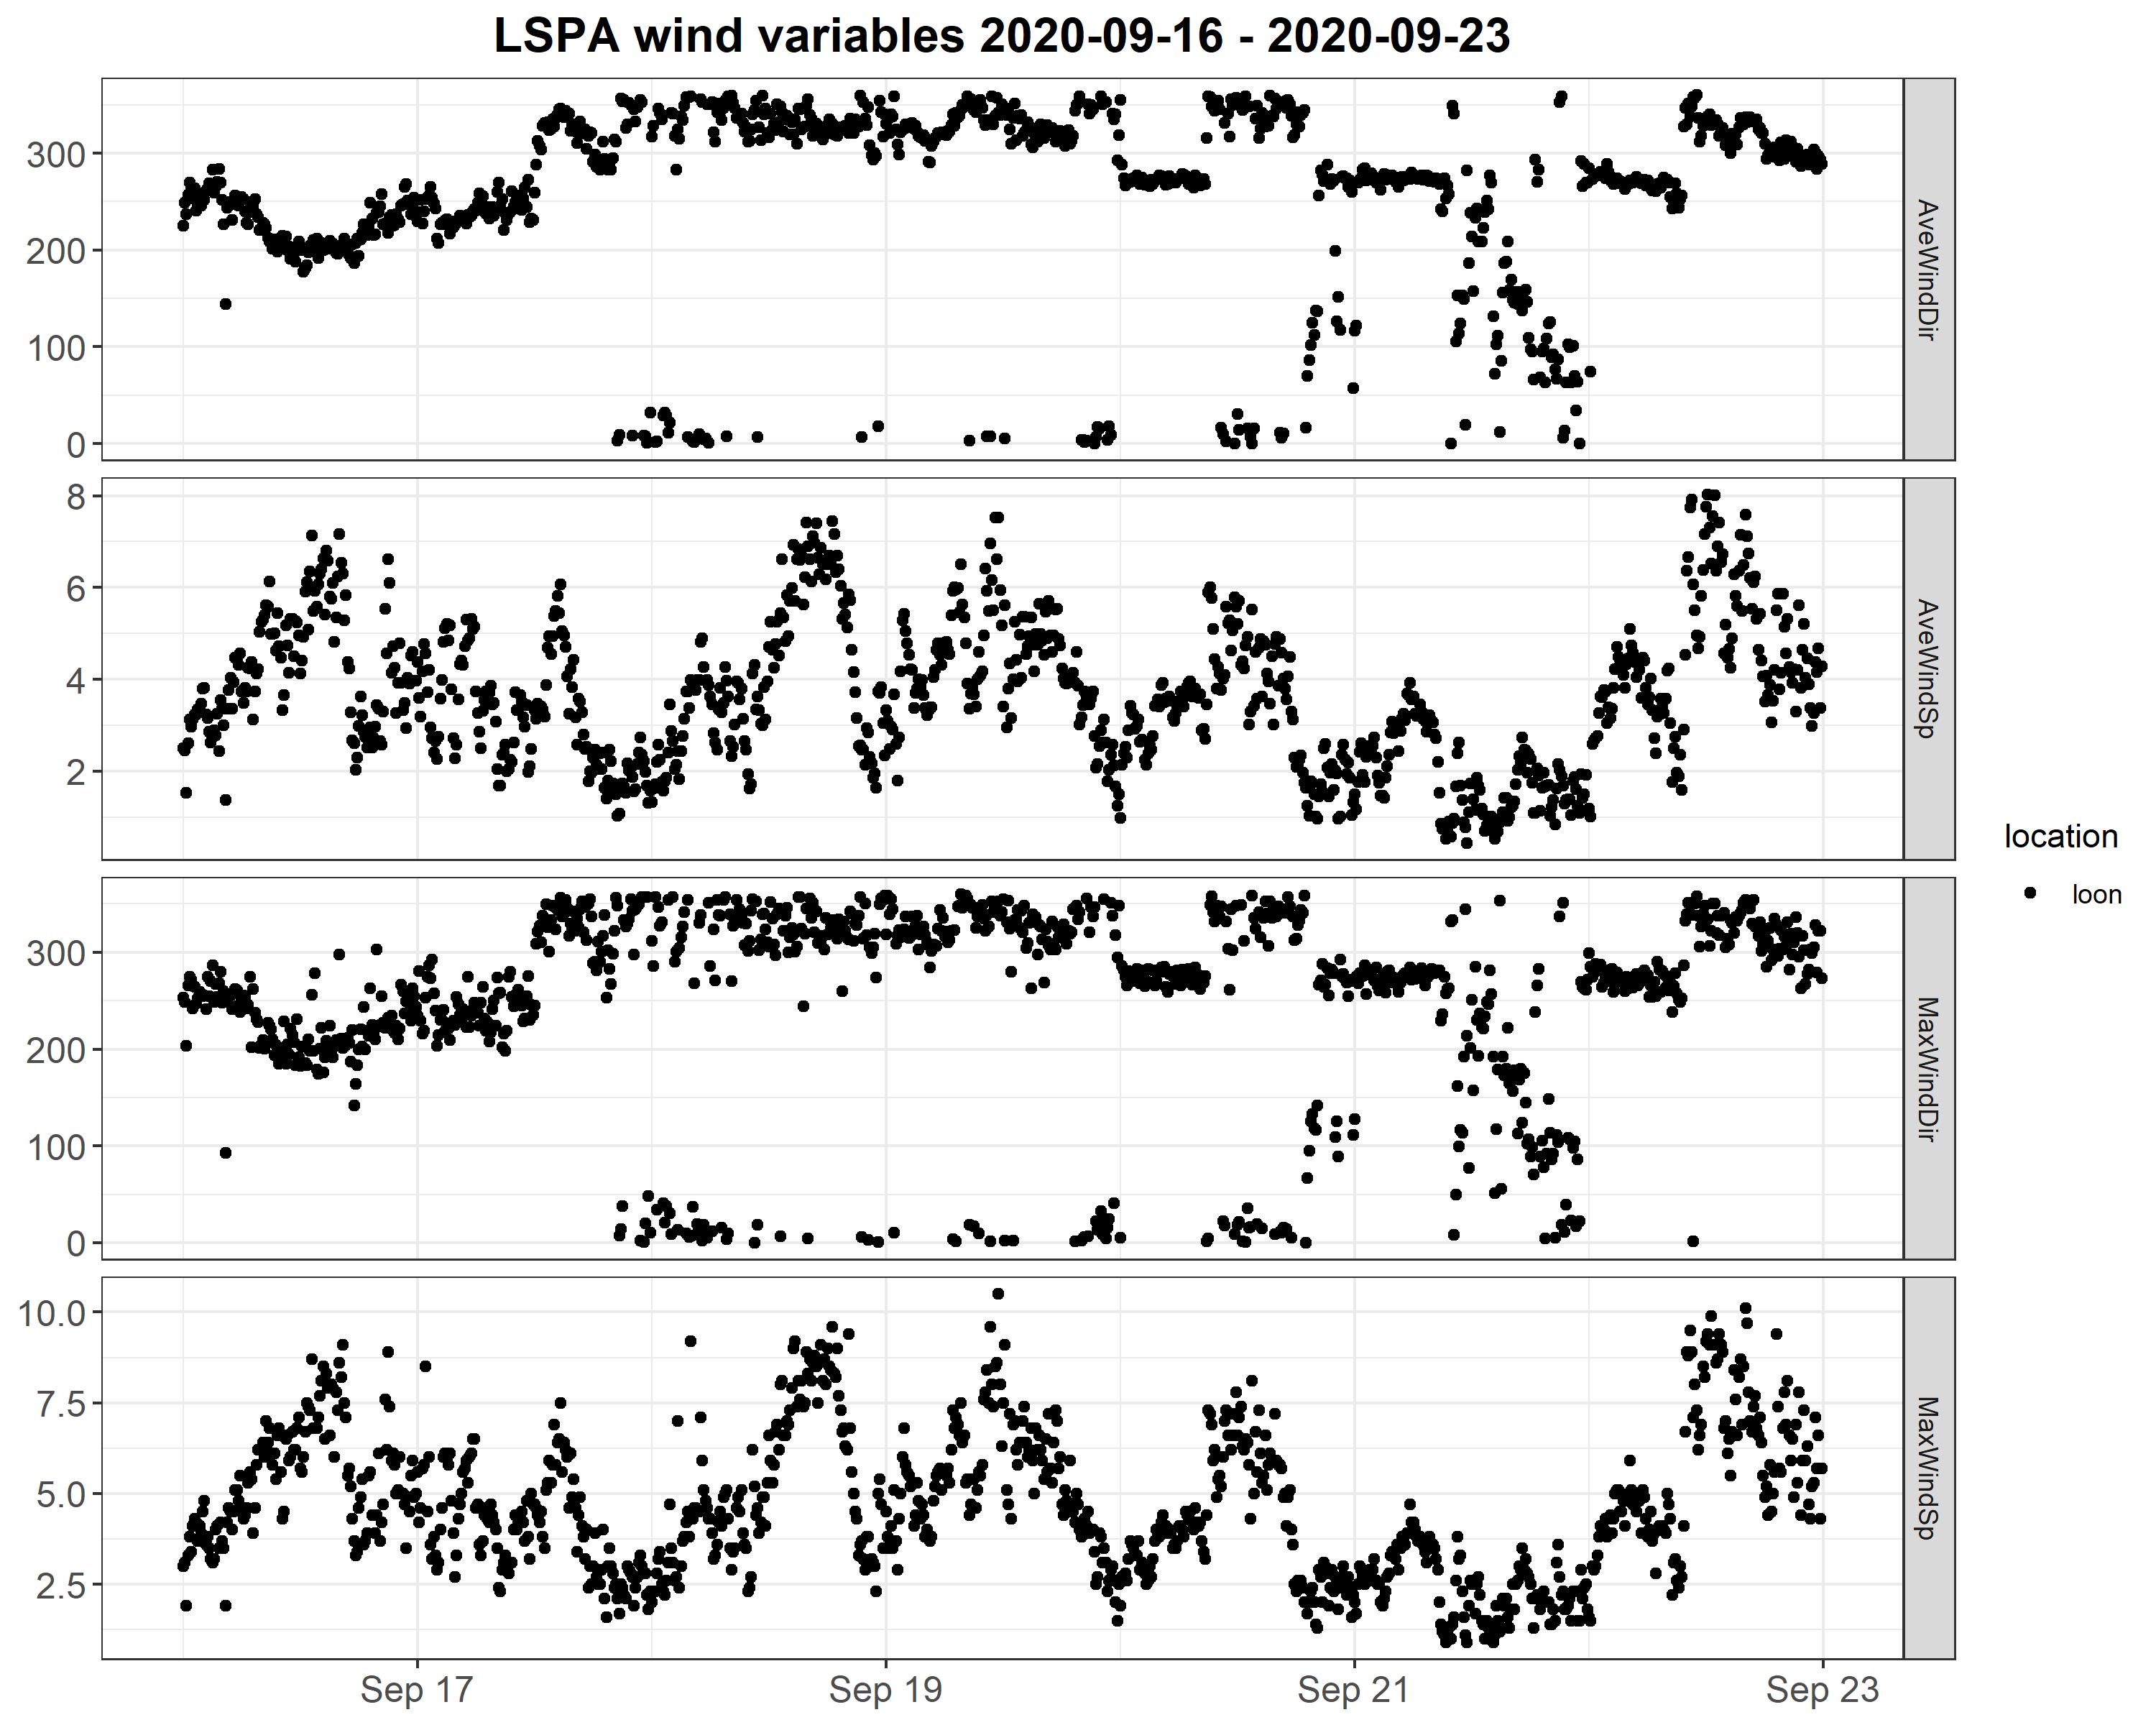 LSPA wind variables 2020-09-16 - 2020-09-23
300
200
100
0
AveWindDir
8
6
4
2
AveWindSp
300
200
100
0
MaxWindDir
10.0
7.5
5.0
2.5
MaxWindSp
Sep 17 Sep 19 Sep 21 Sep 23
location
loon